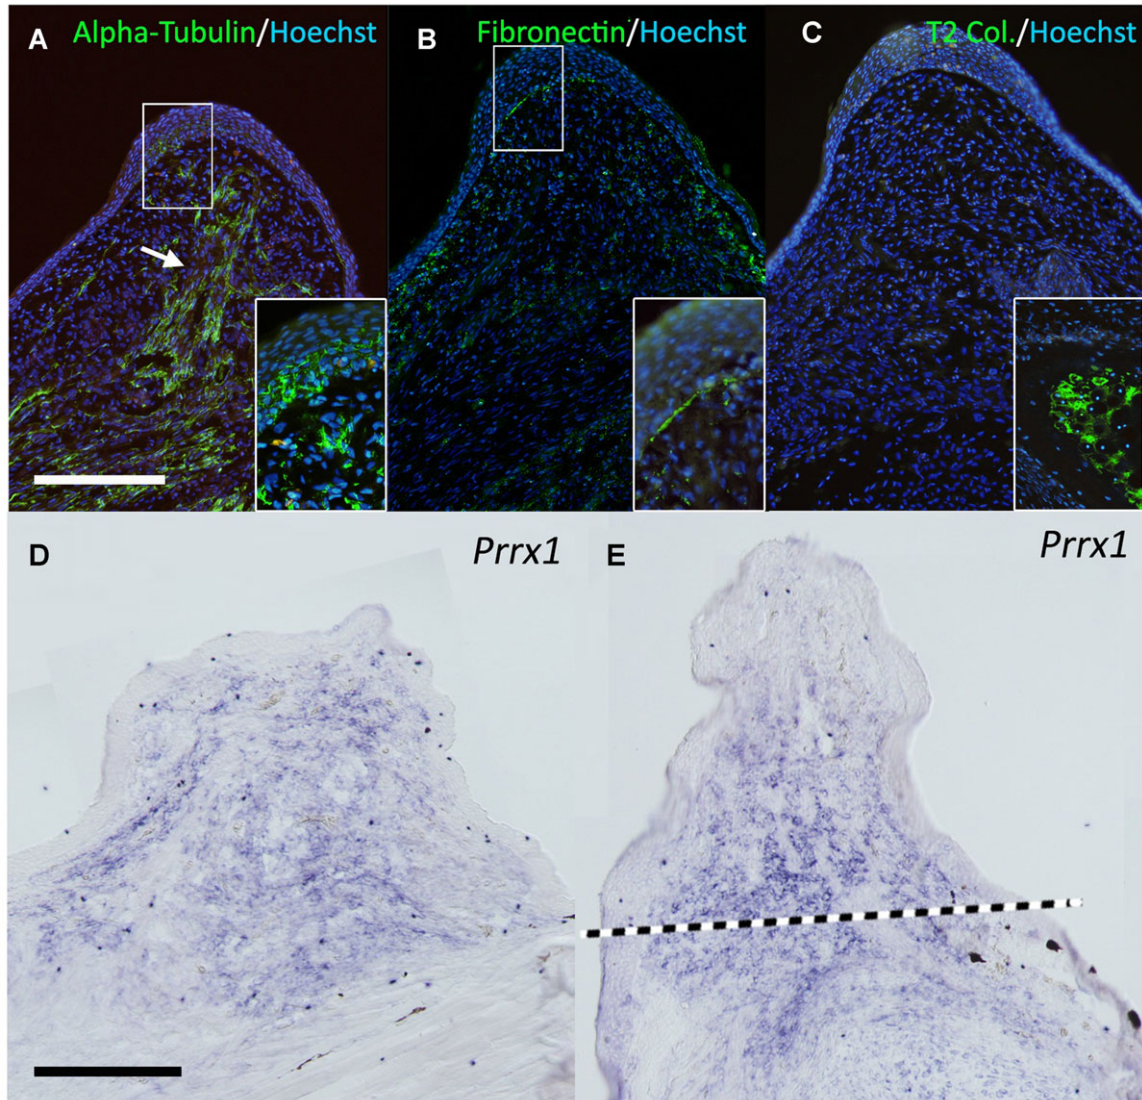 A Alpha-Tubulin/Hoechst
B Fibronectin/Hoechst
C T2 Col./Hoechst
D Prrx1
E Prrx1